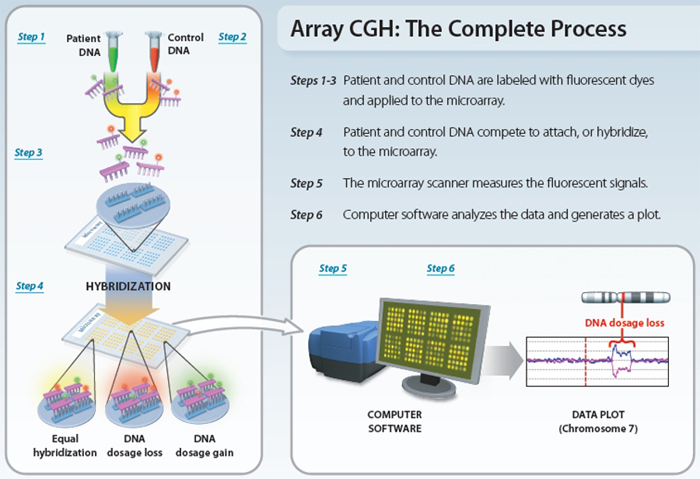 Step 1
Patient
DNA
Control
DNA
Step 2
Step 3
Step 4
HYBRIDIZATION
Equal
hybridization
DNA
dosage loss
DNA
dosage gain
Array CGH: The Complete Process
Steps 1-3 Patient and control DNA are labeled with fluorescent dyes
and applied to the microarray.
Step 4 Patient and control DNA compete to attach, or hybridize,
to the microarray.
Step 5 The microarray scanner measures the fluorescent signals.
Step 6 Computer software analyzes the data and generates a plot.
Step 5
Step 6
COMPUTER
SOFTWARE
DNA dosage loss
DATA PLOT
(Chromosome 7)